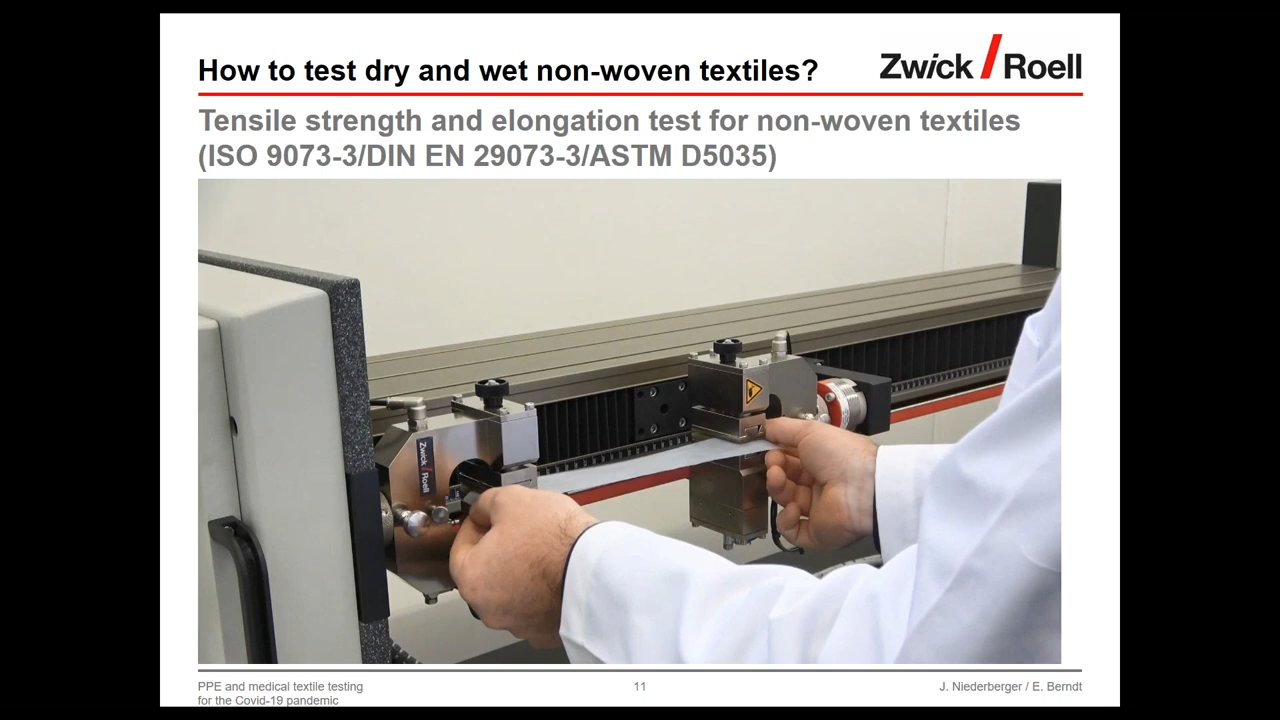 How to test dry and wet non-woven textiles?
Zwick / Roell
Tensile strength and elongation test for non-woven textiles
(ISO 9073-3/DIN EN 29073-3/ASTM D5035)
Zwick / Roell
PPE and medical textile testing
for the Covid-19 pandemic
11
J. Niederberger / E. Berndt